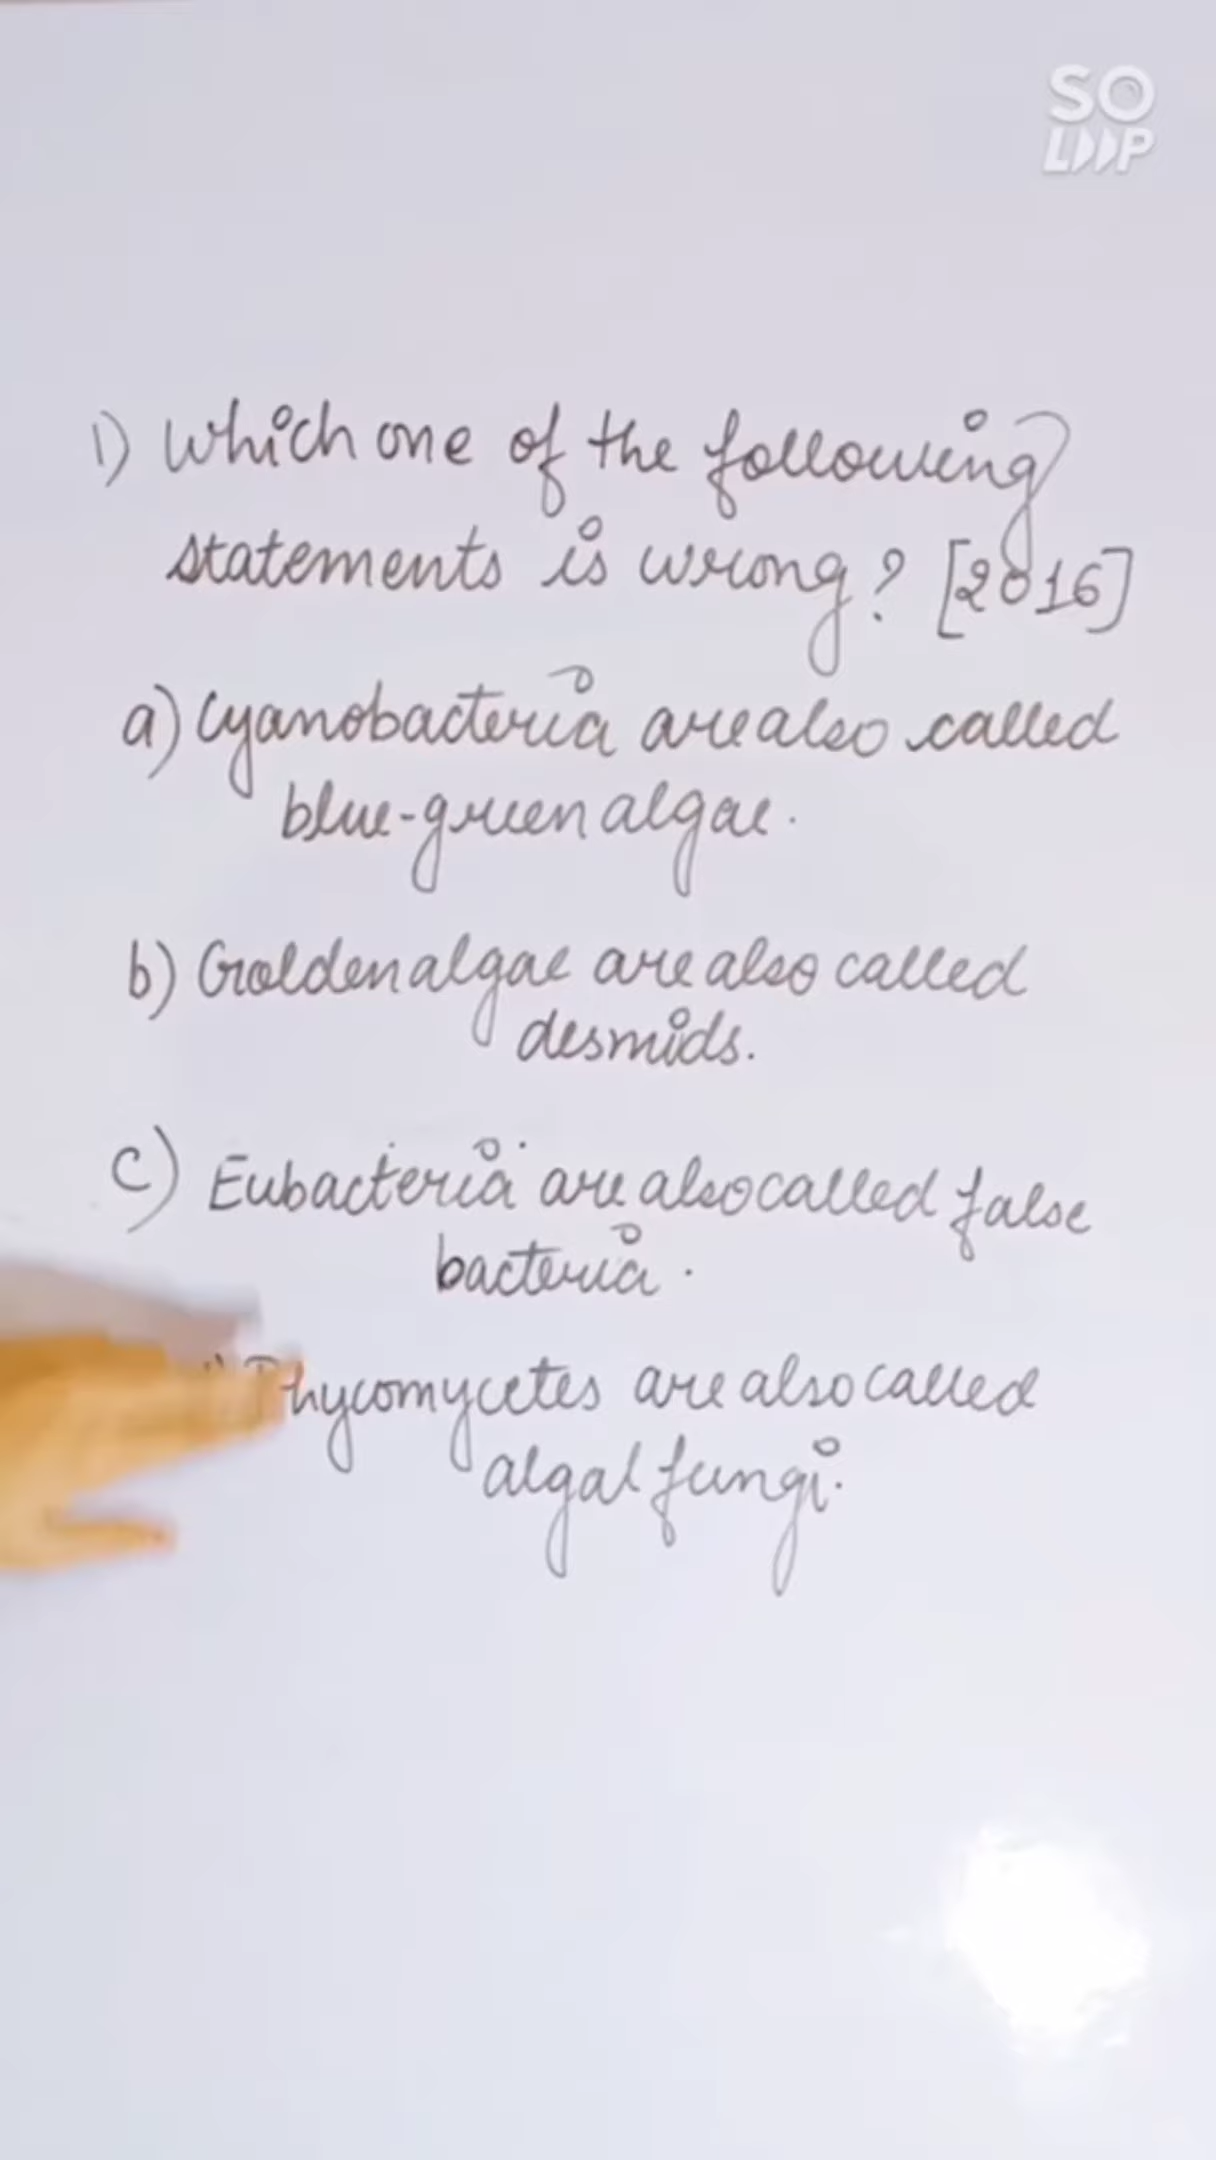 SO
LOOP
1) Which one of the following
statements is wrong? [2016]
a) Cyanobacteria are also called
blue-green algae.
b) Golden algae are also called
desmids.
c) Eubacteria are also called false
bacteria.
Phycomycetes are also called
algal fungi.